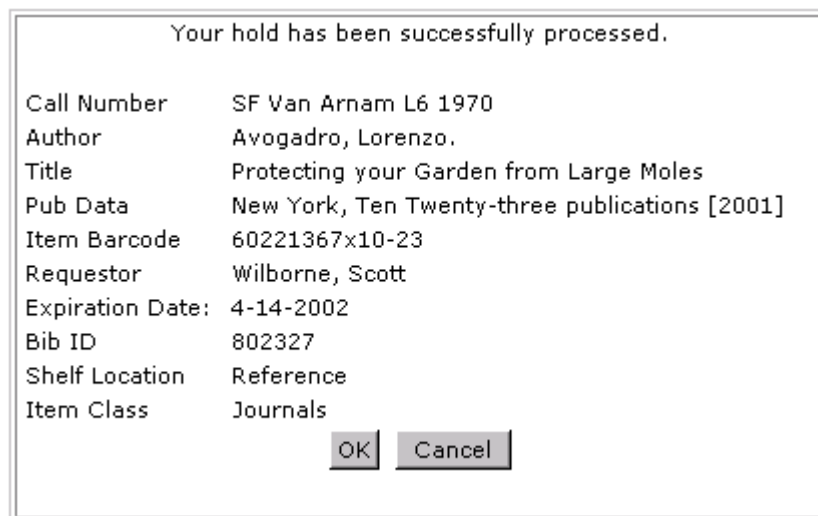 Your hold has been successfully processed.
Call Number SF Van Arnam L6 1970
Author Avogadro, Lorenzo.
Title Protecting your Garden from Large Moles
Pub Data New York, Ten Twenty-three publications [2001]
Item Barcode 60221367x10-23
Requestor Wilborne, Scott
Expiration Date: 4-14-2002
Bib ID 802327
Shelf Location Reference
Item Class Journals
OK Cancel